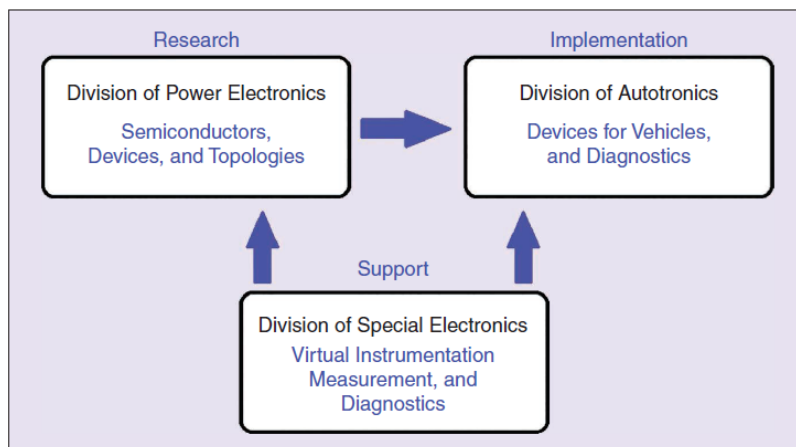 Research
Implementation
Division of Power Electronics
Semiconductors,
Devices, and Topologies
Division of Autotronics
Devices for Vehicles,
and Diagnostics
Support
Division of Special Electronics
Virtual Instrumentation
Measurement, and
Diagnostics